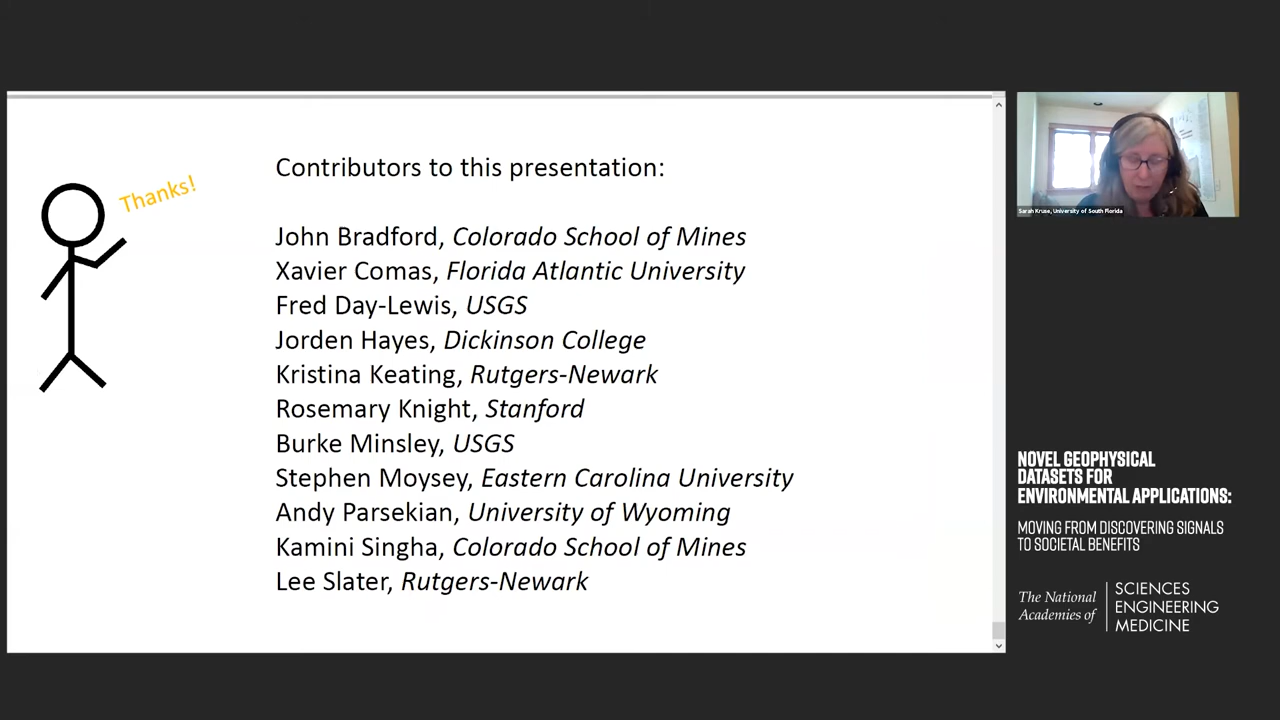 Thanks!
Contributors to this presentation:
John Bradford, Colorado School of Mines
Xavier Comas, Florida Atlantic University
Fred Day-Lewis, USGS
Jorden Hayes, Dickinson College
Kristina Keating, Rutgers-Newark
Rosemary Knight, Stanford
Burke Minsley, USGS
Stephen Moysey, Eastern Carolina University
Andy Parsekian, University of Wyoming
Kamini Singha, Colorado School of Mines
Lee Slater, Rutgers-Newark
Sarah Kruse, University of South Florida
NOVEL GEOPHYSICAL
DATASETS FOR
ENVIRONMENTAL APPLICATIONS:
MOVING FROM DISCOVERING SIGNALS
TO SOCIETAL BENEFITS
The National
Academies of
SCIENCES
ENGINEERING
MEDICINE